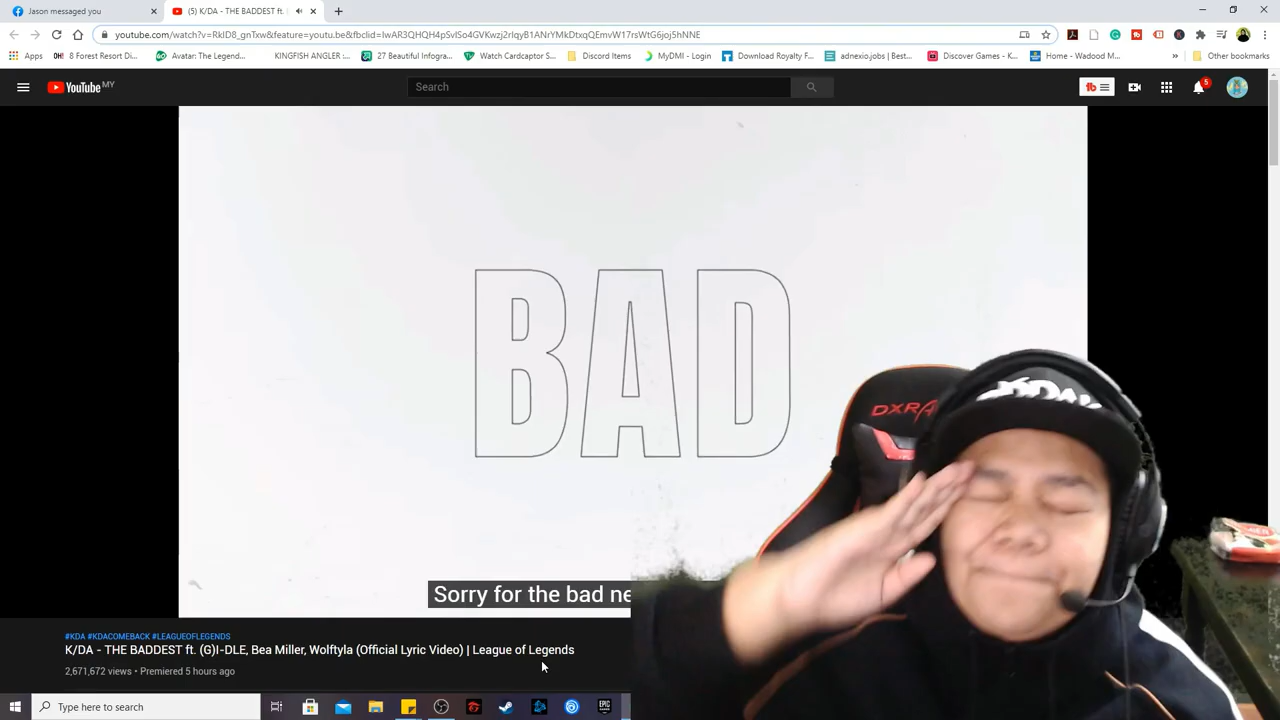 Jason messaged you
(5) K/DA - THE BADDEST ft.
youtube.com/watch?v=RkID8_gnTxw&feature=youtu.be&fbclid=IwAR3QHQH4pSvlSo4GVKwzj2rIqyB1ANrYMkDtxqQEmvW17rsWtG6joj5hNNE
Apps
8 Forest Resort Di...
Avatar: The Legend...
KINGFISH ANGLER :...
27 Beautiful Infogra...
Watch Cardcaptor S...
Discord Items
MyDMI - Login
Download Royalty F...
adnexio.jobs | Best...
Discover Games - K...
Home - Wadood M...
»
Other bookmarks
YouTube MY
Search
5
BAD
DXRA
Sorry for the bad ne
#KDA #KDACOMEBACK #LEAGUEOFLEGENDS
K/DA - THE BADDEST ft. (G)I-DLE, Bea Miller, Wolftyla (Official Lyric Video) | League of Legends
2,671,672 views • Premiered 5 hours ago
Type here to search